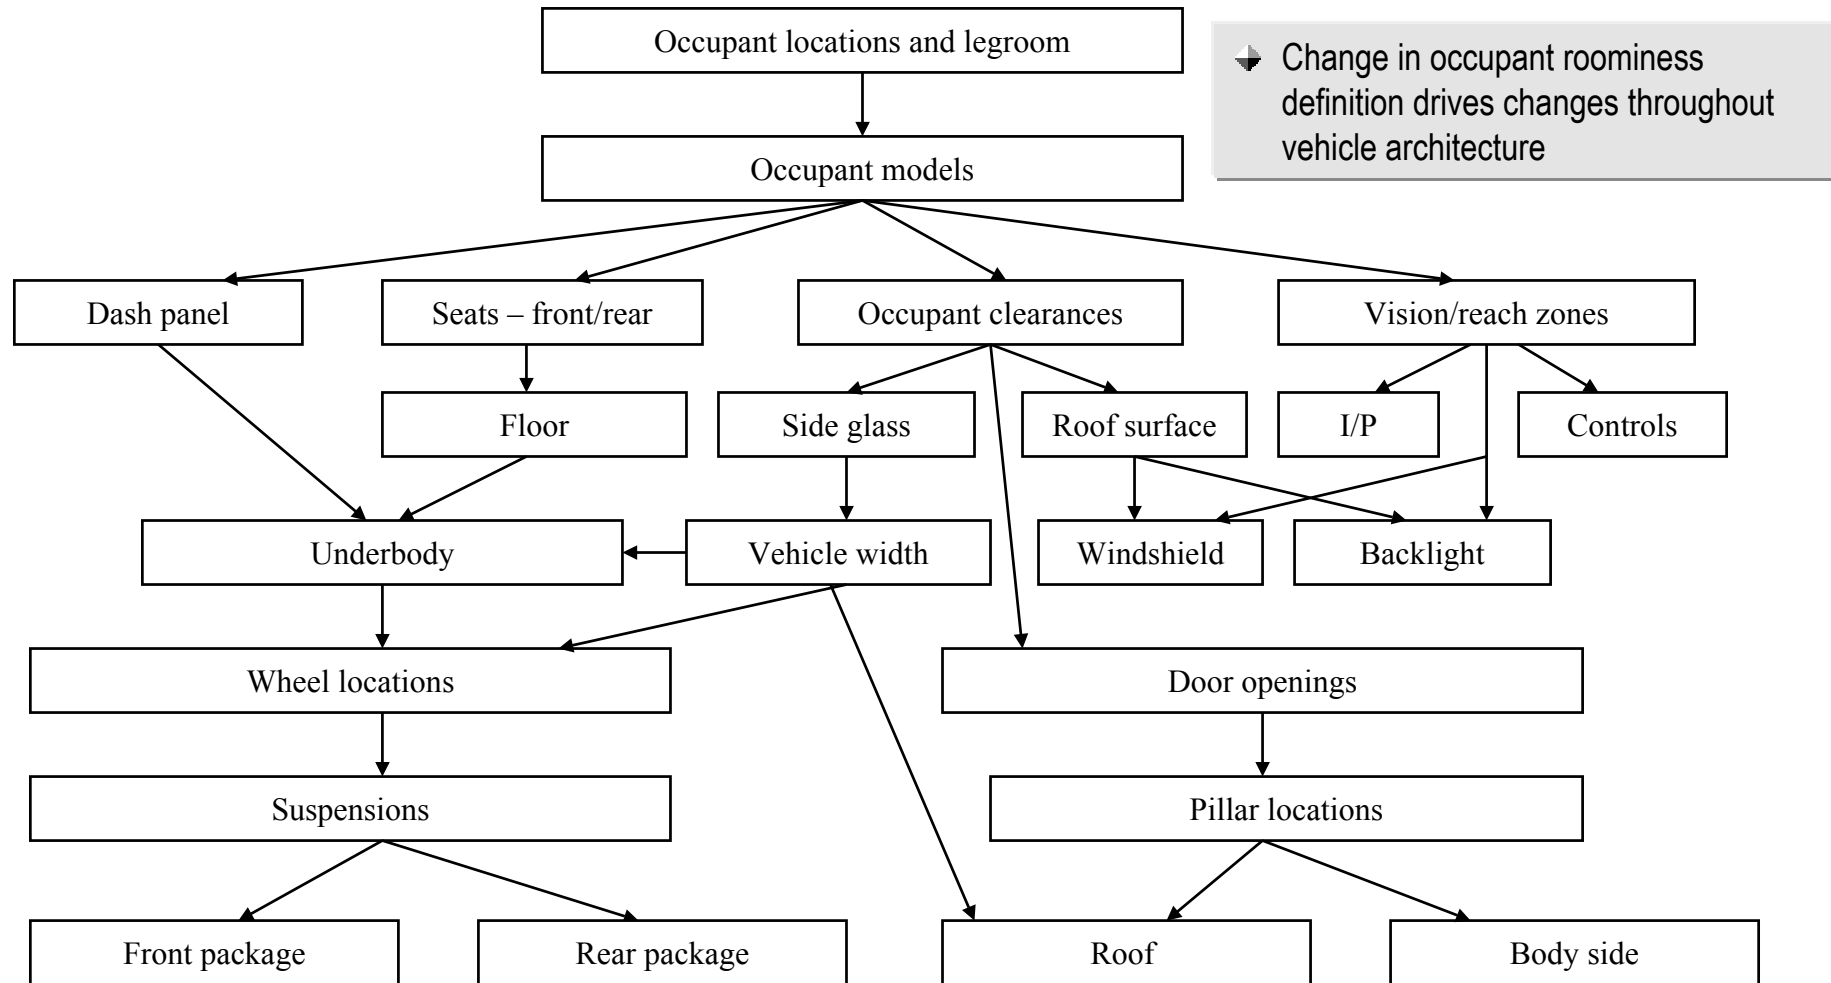 Occupant locations and legroom
Change in occupant roominess
definition drives changes throughout
vehicle architecture
Occupant models
Dash panel
Seats – front/rear
Occupant clearances
Vision/reach zones
Floor
Side glass
Roof surface
I/P
Controls
Underbody
Vehicle width
Windshield
Backlight
Wheel locations
Door openings
Suspensions
Pillar locations
Front package
Rear package
Roof
Body side